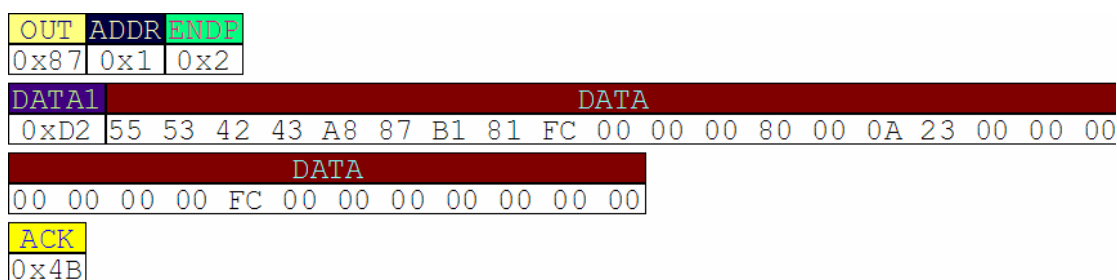 OUT ADDR ENDP
0x87 0x1 0x2
DATA1 DATA
0xD2 55 53 42 43 A8 87 B1 81 FC 00 00 00 80 00 0A 23 00 00 00
DATA
00 00 00 00 FC 00 00 00 00 00 00 00
ACK
0x4B